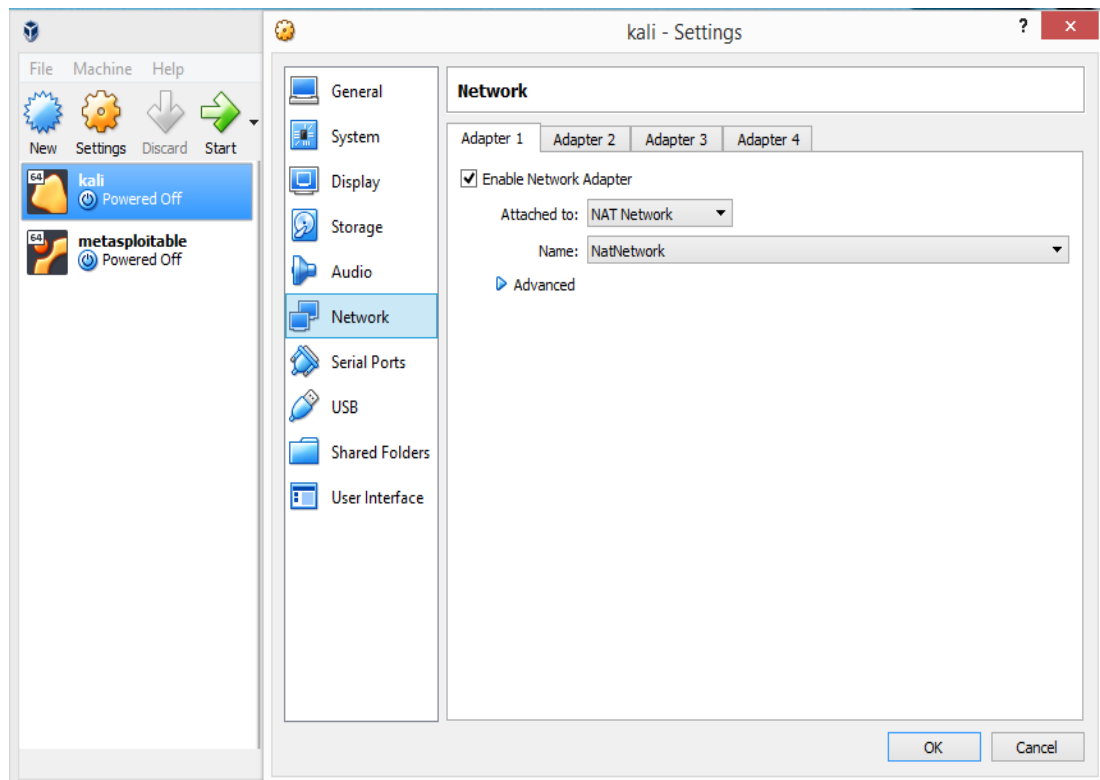 kali - Settings
?
File Machine Help
New Settings Discard Start
64 kali
Powered Off
64 metasploitable
Powered Off
General
System
Display
Storage
Audio
Network
Serial Ports
USB
Shared Folders
User Interface
Network
Adapter 1 Adapter 2 Adapter 3 Adapter 4
Enable Network Adapter
Attached to: NAT Network
Name: NatNetwork
Advanced
OK Cancel